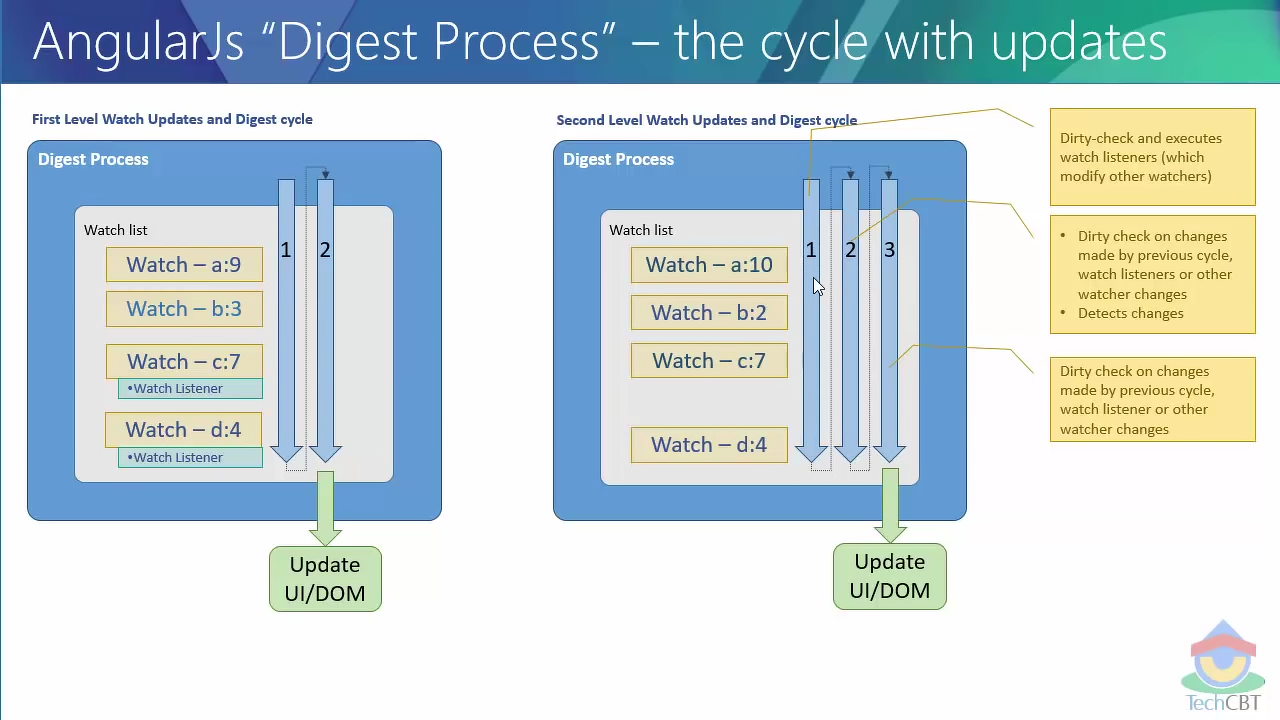 AngularJs “Digest Process” – the cycle with updates
First Level Watch Updates and Digest cycle
Digest Process
Watch list
Watch – a:9
Watch – b:3
Watch – c:7
•Watch Listener
Watch – d:4
•Watch Listener
1
2
Update
UI/DOM
Second Level Watch Updates and Digest cycle
Digest Process
Watch list
Watch – a:10
Watch – b:2
Watch – c:7
Watch – d:4
1
2
3
Update
UI/DOM
Dirty-check and executes
watch listeners (which
modify other watchers)
• Dirty check on changes
made by previous cycle,
watch listeners or other
watcher changes
• Detects changes
Dirty check on changes
made by previous cycle,
watch listener or other
watcher changes
TechCBT